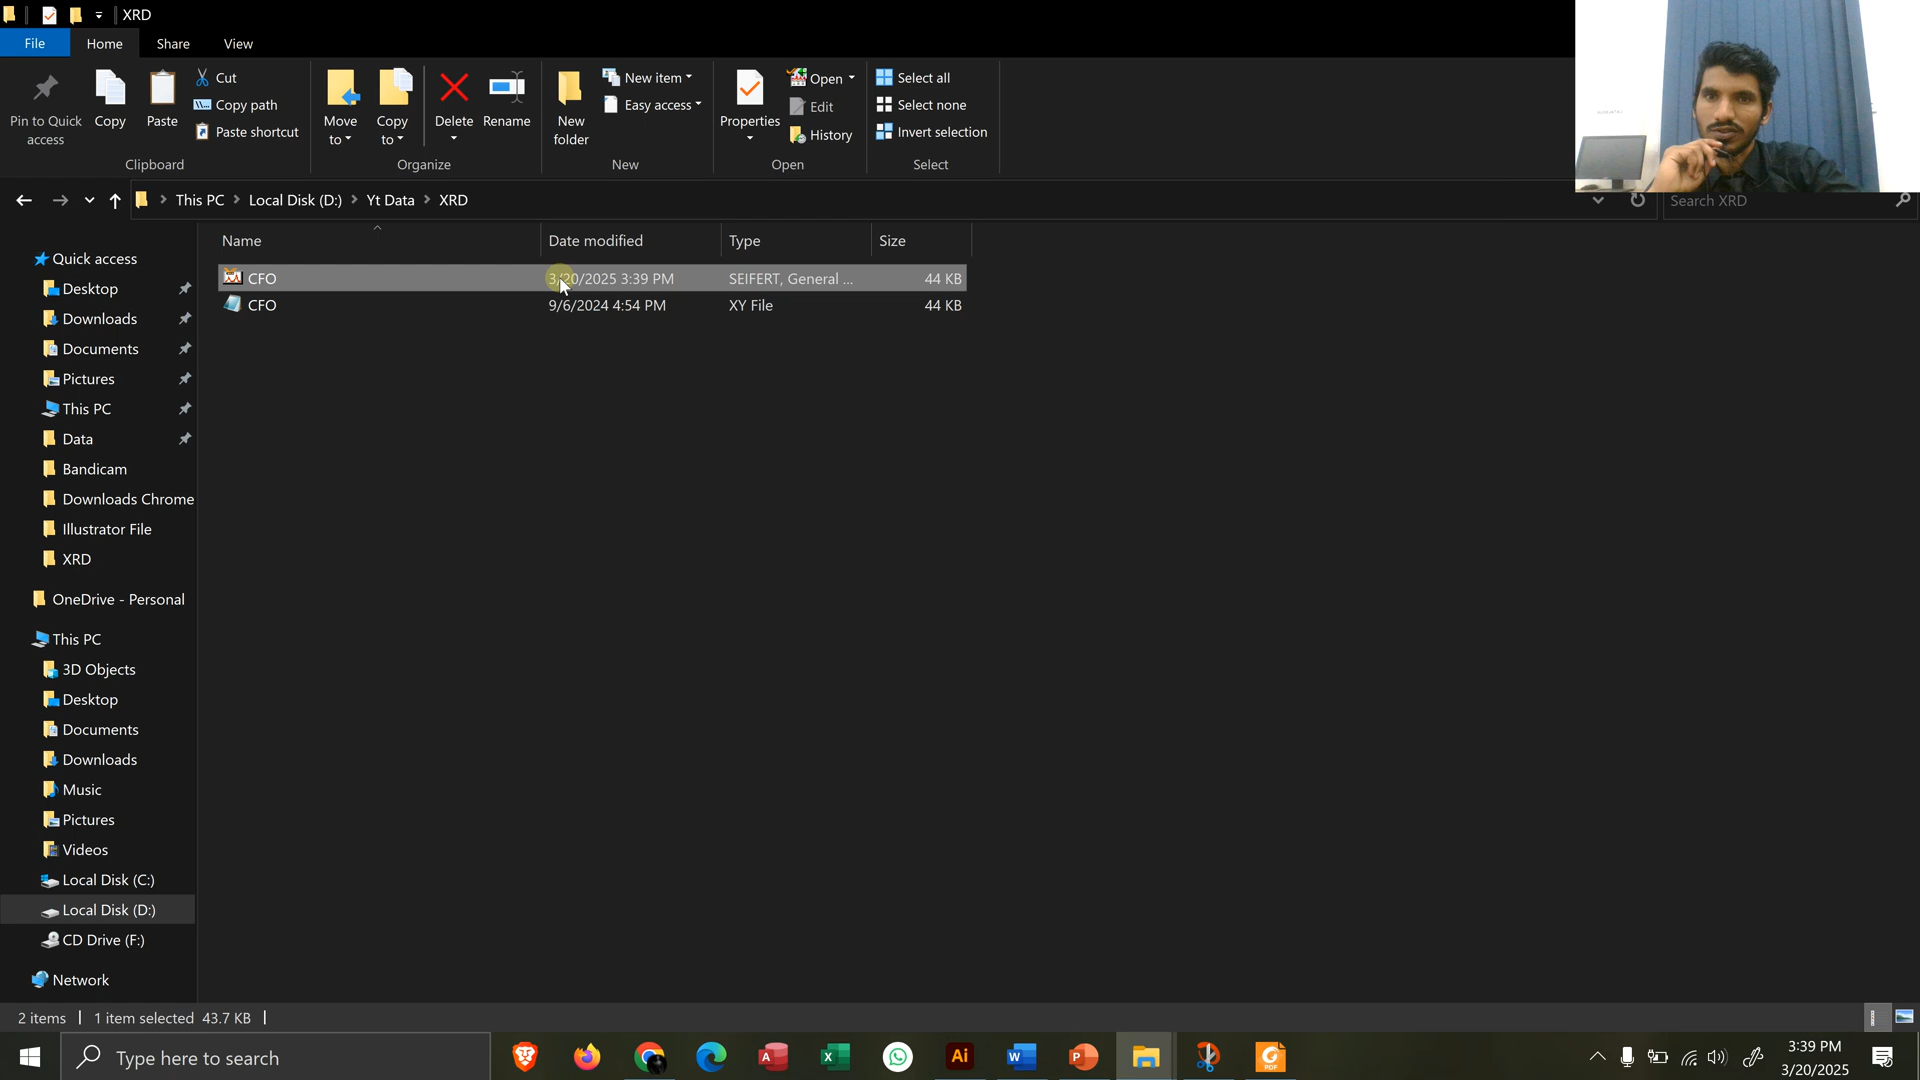 XRD
File Home Share View
Pin to Quick access
Copy
Paste
Cut
Copy path
Paste shortcut
Clipboard
Move to
Copy to
Delete
Rename
Organize
New folder
New item
Easy access
New
Properties
Open
Edit
History
Open
Select all
Select none
Invert selection
Select
This PC Local Disk (D:) Yt Data XRD
Search XRD
Name Date modified Type Size
CFO 3/20/2025 3:39 PM SEIFERT, General ... 44 KB
CFO 9/6/2024 4:54 PM XY File 44 KB
Quick access
Desktop
Downloads
Documents
Pictures
This PC
Data
Bandicam
Downloads Chrome
Illustrator File
XRD
OneDrive - Personal
This PC
3D Objects
Desktop
Documents
Downloads
Music
Pictures
Videos
Local Disk (C:)
Local Disk (D:)
CD Drive (F:)
Network
2 items 1 item selected 43.7 KB
Type here to search
A
X
Ai
W
P
PDF
3:39 PM
3/20/2025